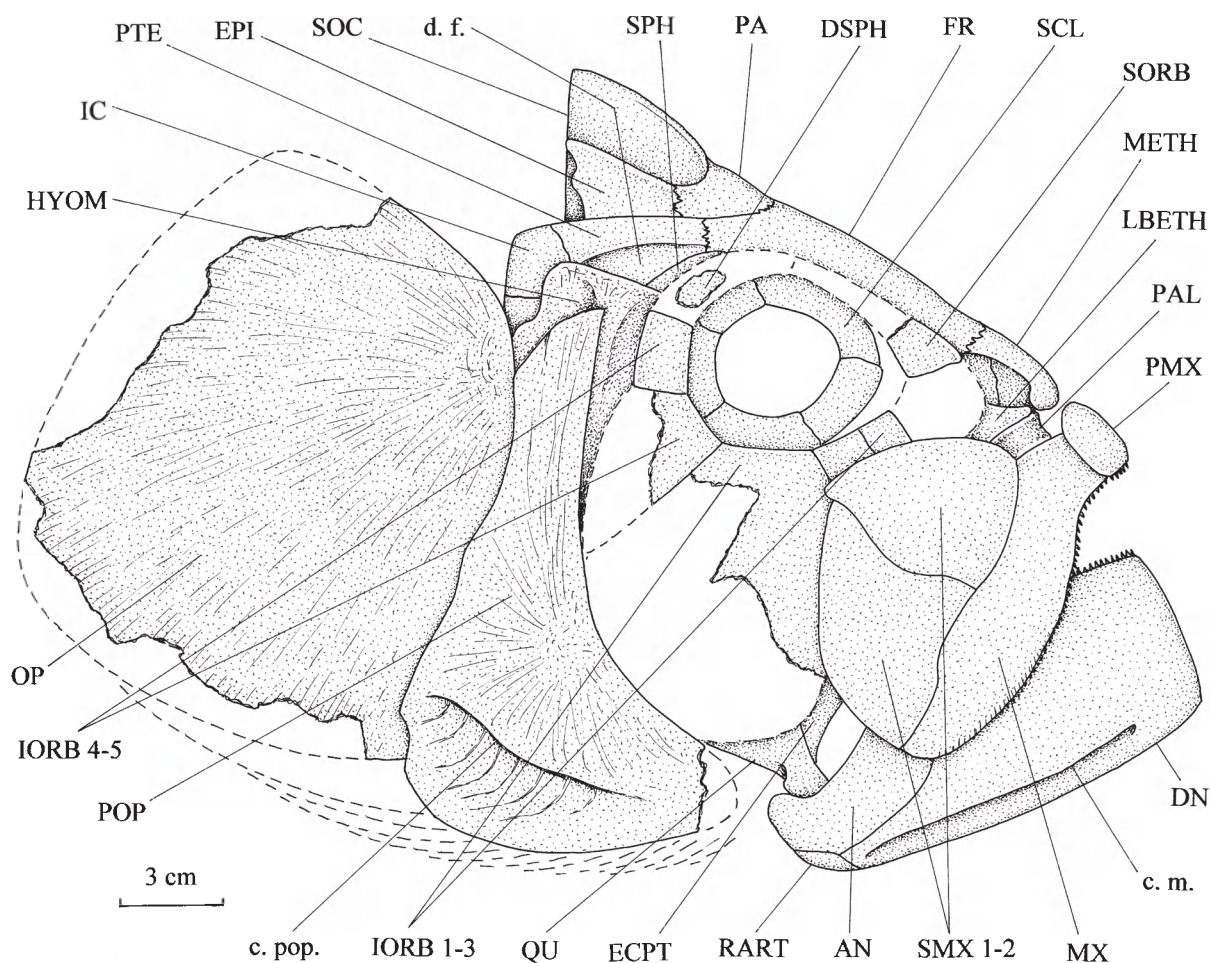 PTE EPI SOC d. f. SPH PA DSPH FR SCL
SORB
IC
METH
HYOM
LBETH
PAL
PMX
OP
IORB 4-5
POP
DN
3 cm
c. m.
c. pop. IORB 1-3 QU ECPT RART AN SMX 1-2 MX